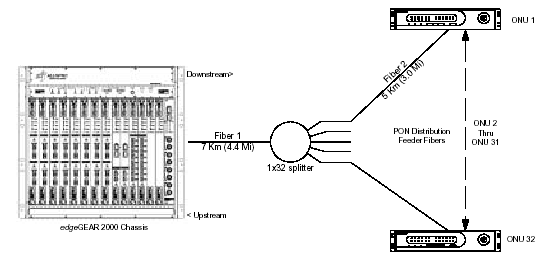 ONU 1
Downstream>
Fiber 2
5 Km (3.0 Mi)
Fiber 1
7 Km (4.4 Mi)
PON Distribution
Feeder Fibers
ONU 2
Thru
ONU 31
1x32 splitter
< Upstream
edgeGEAR 2000 Chassis
ONU 32